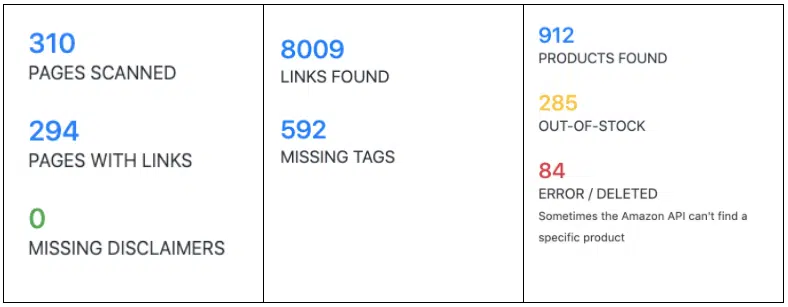 310
PAGES SCANNED
294
PAGES WITH LINKS
0
MISSING DISCLAIMERS
8009
LINKS FOUND
592
MISSING TAGS
912
PRODUCTS FOUND
285
OUT-OF-STOCK
84
ERROR / DELETED
Sometimes the Amazon API can't find a
specific product